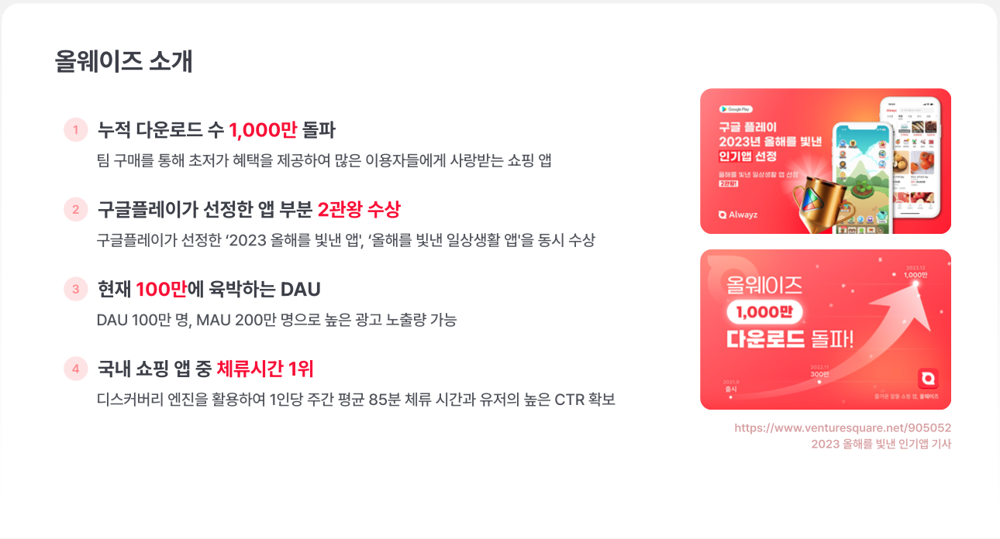 올웨이즈 소개
1
누적 다운로드 수 1,000만 돌파
팀 구매를 통해 초저가 혜택을 제공하여 많은 이용자들에게 사랑받는 쇼핑 앱
2
구글플레이가 선정한 앱 부분 2관왕 수상
구글플레이가 선정한 ‘2023 올해를 빛낸 앱', ‘올해를 빛낸 일상생활 앱'을 동시 수상
3
현재 100만에 육박하는 DAU
DAU 100만 명, MAU 200만 명으로 높은 광고 노출량 가능
4
국내 쇼핑 앱 중 체류시간 1위
디스커버리 엔진을 활용하여 1인당 주간 평균 85분 체류 시간과 유저의 높은 CTR 확보
Google Play
구글 플레이
2023년 올해를 빛낸
인기앱 선정
올해를 빛낸 일상생활 앱 선정
2관왕!
Alwayz
Alwayz
2023.12
1,000만
올웨이즈
1,000만
다운로드 돌파!
2022.11
300만
2021.9
출시
즐거운 알뜰 쇼핑 앱, 올웨이즈
https://www.venturesquare.net/905052
2023 올해를 빛낸 인기앱 기사